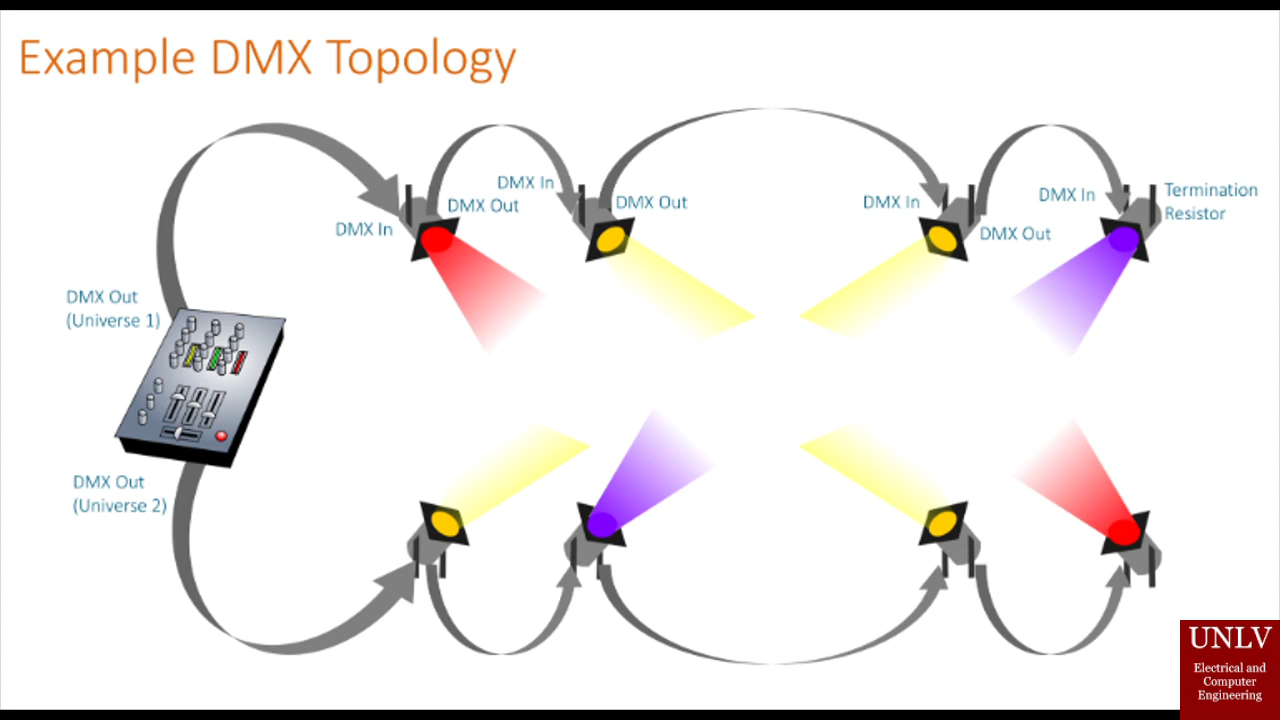 Example DMX Topology
DMX In
DMX Out
DMX In
DMX Out
DMX In
DMX Out
DMX In
Termination
Resistor
DMX Out
(Universe 1)
DMX Out
(Universe 2)
UNLV
Electrical and
Computer
Engineering